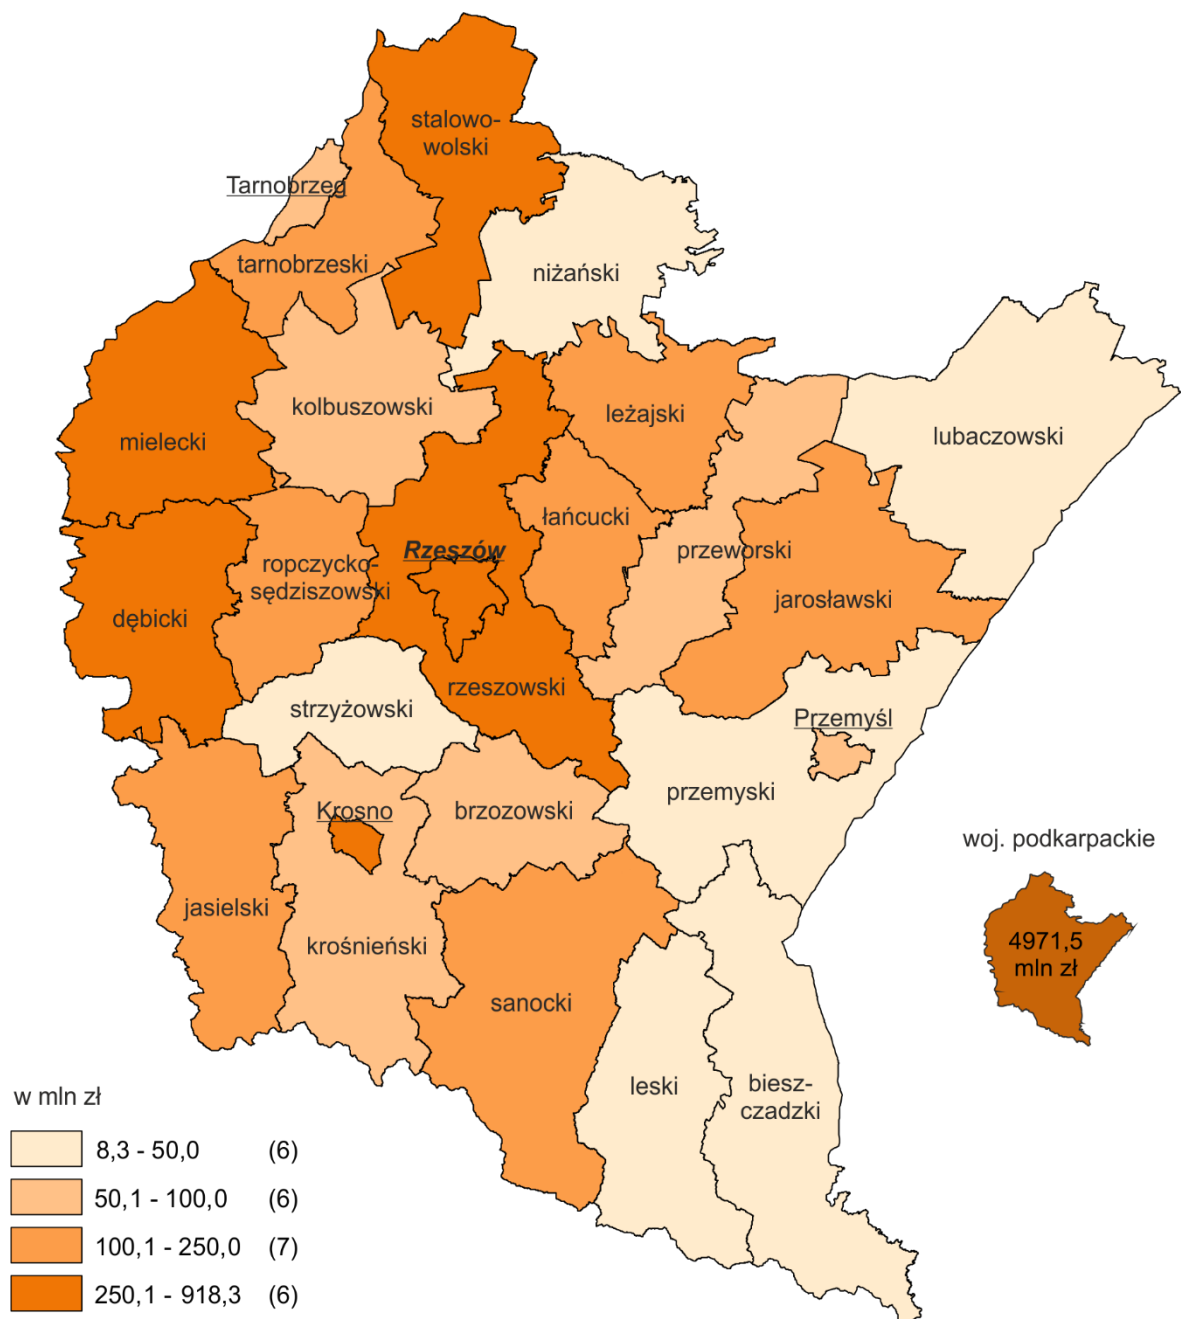 stalowo-
wolski
Tarnobrzeg
tarnobrzeski
niżański
kolbuszowski
leżajski
mielecki
lubaczowski
łańcucki
Rzeszów
przeworski
ropczycko-
sędziszowski
jarosławski
dębicki
rzeszowski
strzyżowski
Przemyśl
przemyski
Krosno
brzozowski
woj. podkarpackie
jasielski
krośnieński
4971,5
mln zł
sanocki
leski
biesz-
czadzki
w mln zł
8,3 - 50,0 (6)
50,1 - 100,0 (6)
100,1 - 250,0 (7)
250,1 - 918,3 (6)